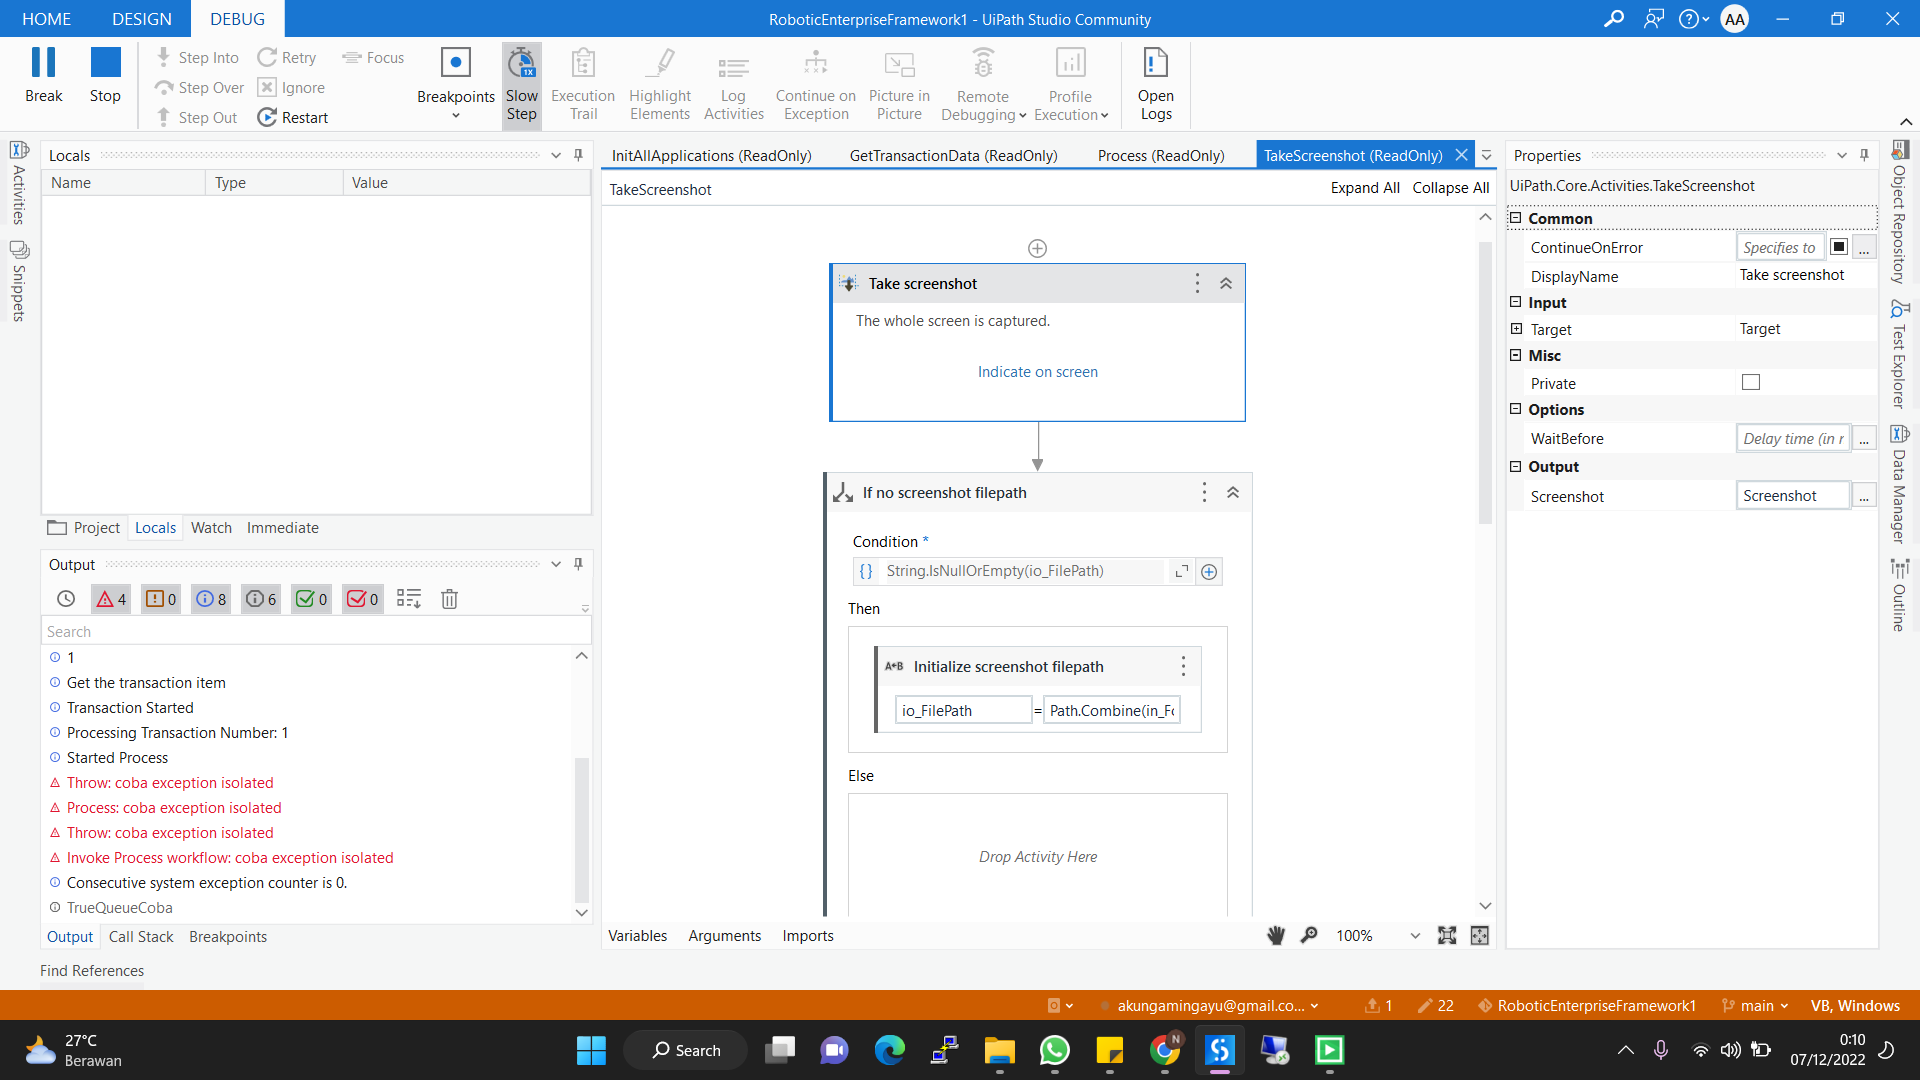 HOME DESIGN DEBUG
RoboticEnterpriseFramework1 - UiPath Studio Community
AA
Break
Stop
Step Into
Step Over
Step Out
Retry
Ignore
Restart
Focus
Breakpoints
Slow Step
1X
Execution Trail
Highlight Elements
Log Activities
Continue on Exception
Picture in Picture
Remote Debugging
Profile Execution
Open Logs
Activities
Snippets
Locals
Name Type Value
Project Locals Watch Immediate
Output
4 0 8 6 0 0
Search
1
Get the transaction item
Transaction Started
Processing Transaction Number: 1
Started Process
Throw: coba exception isolated
Process: coba exception isolated
Throw: coba exception isolated
Invoke Process workflow: coba exception isolated
Consecutive system exception counter is 0.
TrueQueueCoba
Output Call Stack Breakpoints
Find References
InitAllApplications (ReadOnly) GetTransactionData (ReadOnly) Process (ReadOnly) TakeScreenshot (ReadOnly)
TakeScreenshot
Expand All Collapse All
Take screenshot
The whole screen is captured.
Indicate on screen
If no screenshot filepath
Condition *
{} String.IsNullOrEmpty(io_FilePath)
Then
A+B Initialize screenshot filepath
io_FilePath = Path.Combine(in_Fo
Else
Drop Activity Here
Variables Arguments Imports
100%
Properties
UiPath.Core.Activities.TakeScreenshot
Common
ContinueOnError Specifies to ...
DisplayName Take screenshot
Input
Target Target
Misc
Private
Options
WaitBefore Delay time (in r ...
Output
Screenshot Screenshot ...
Object Repository
Test Explorer
Data Manager
Outline
akungamingayu@gmail.co...
1
22
RoboticEnterpriseFramework1
main
VB, Windows
27°C
Berawan
Search
N
0:10
07/12/2022